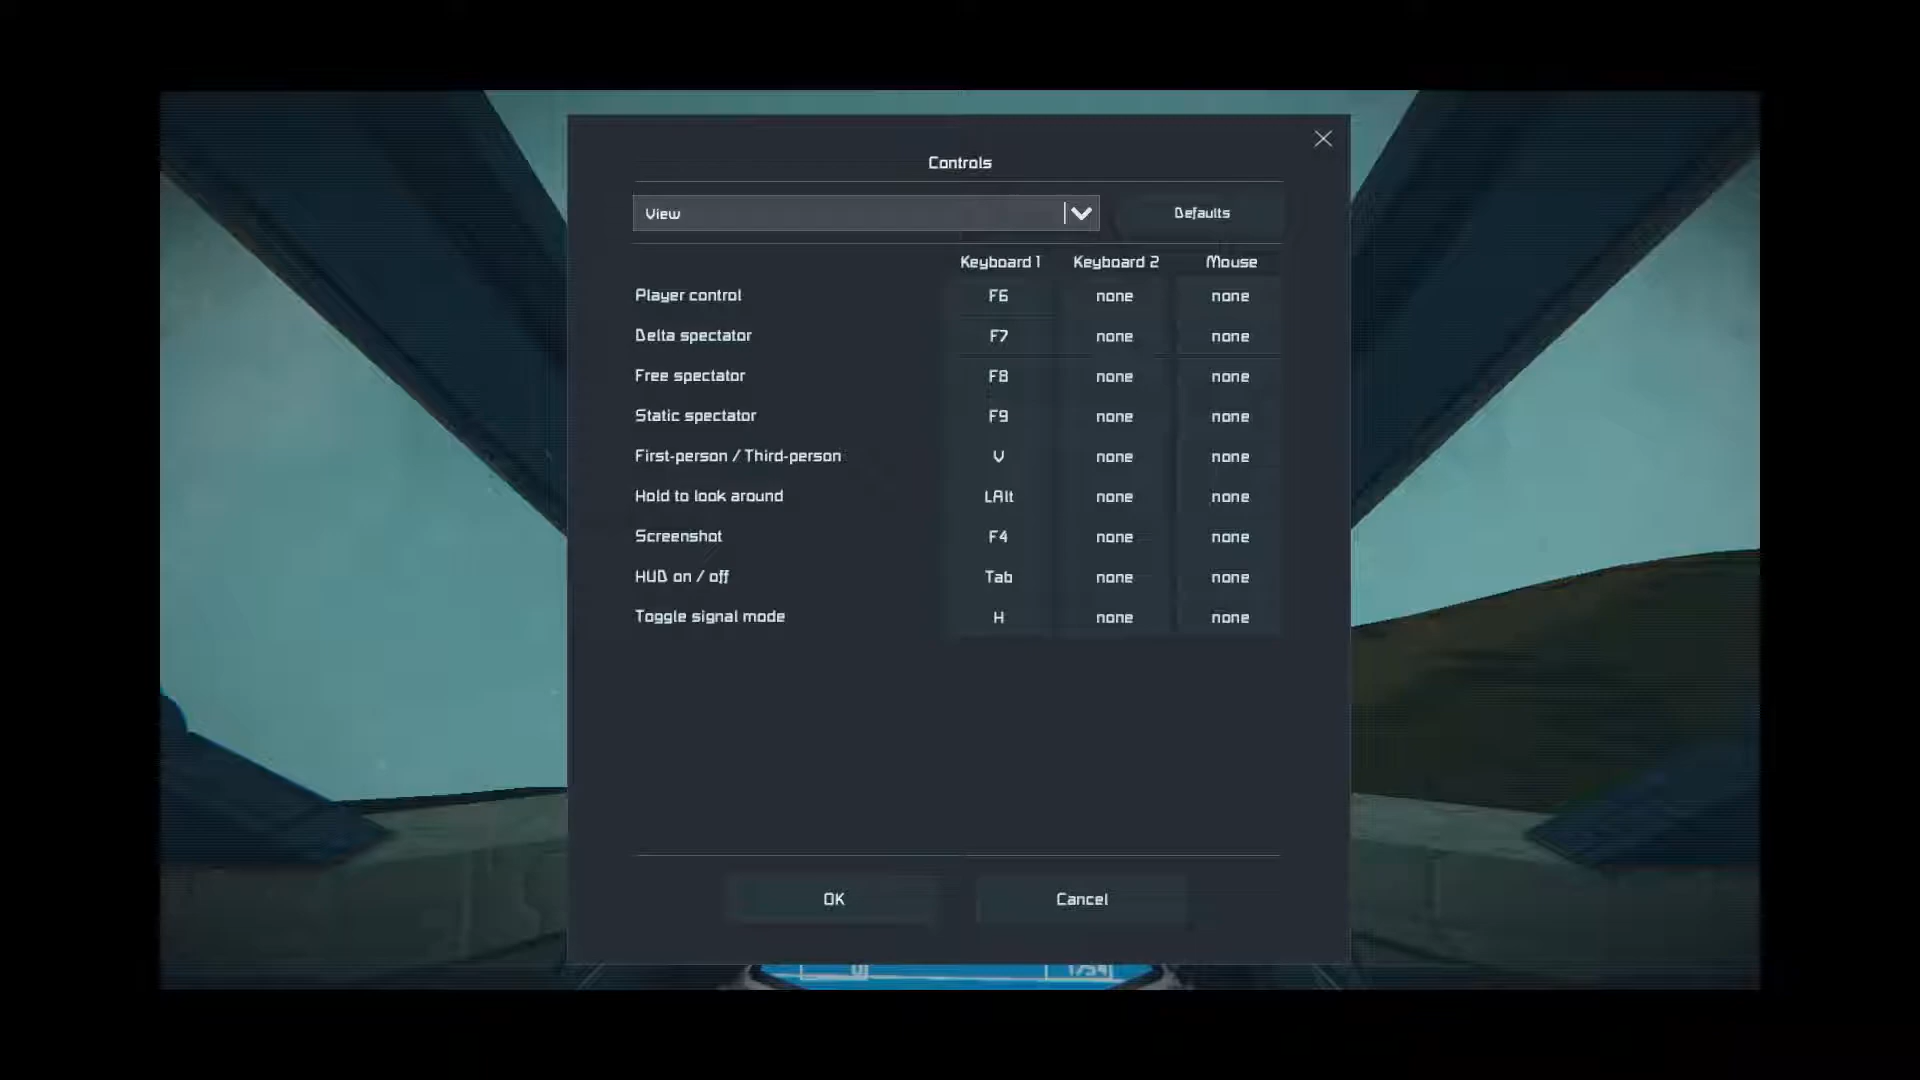 Controls
View
Defaults
Keyboard 1 Keyboard 2 Mouse
Player control F6 none none
Delta spectator F7 none none
Free spectator F8 none none
Static spectator F9 none none
First-person / Third-person V none none
Hold to look around LAlt none none
Screenshot F4 none none
HUD on / off Tab none none
Toggle signal mode H none none
OK Cancel